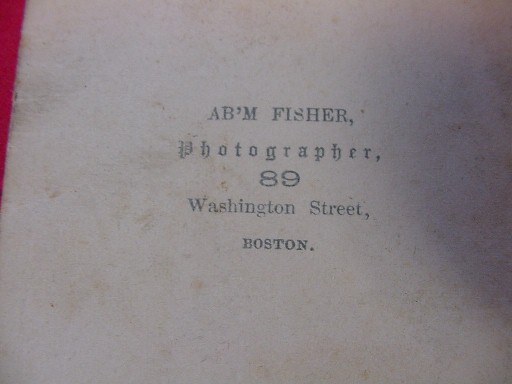 AB'M FISHER,
Photographer,
89
Washington Street,
BOSTON.